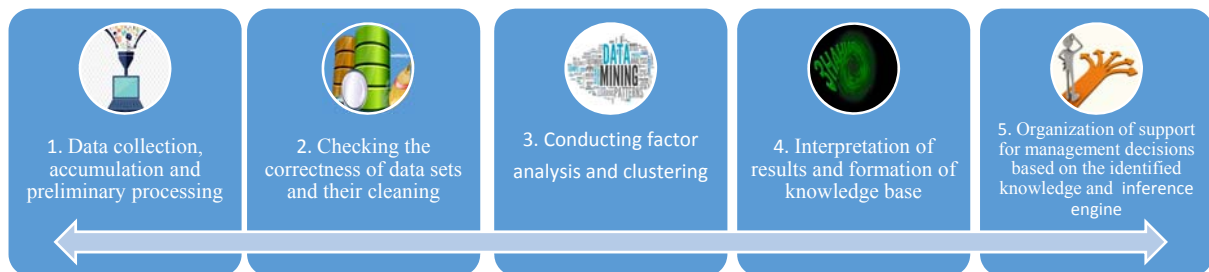 1. Data collection,
accumulation and
preliminary processing
2. Checking the
correctness of data sets
and their cleaning
DATA
MINING
PATTERNS
3. Conducting factor
analysis and clustering
4. Interpretation of
results and formation of
knowledge base
5. Organization of support
for management decisions
based on the identified
knowledge and inference
engine